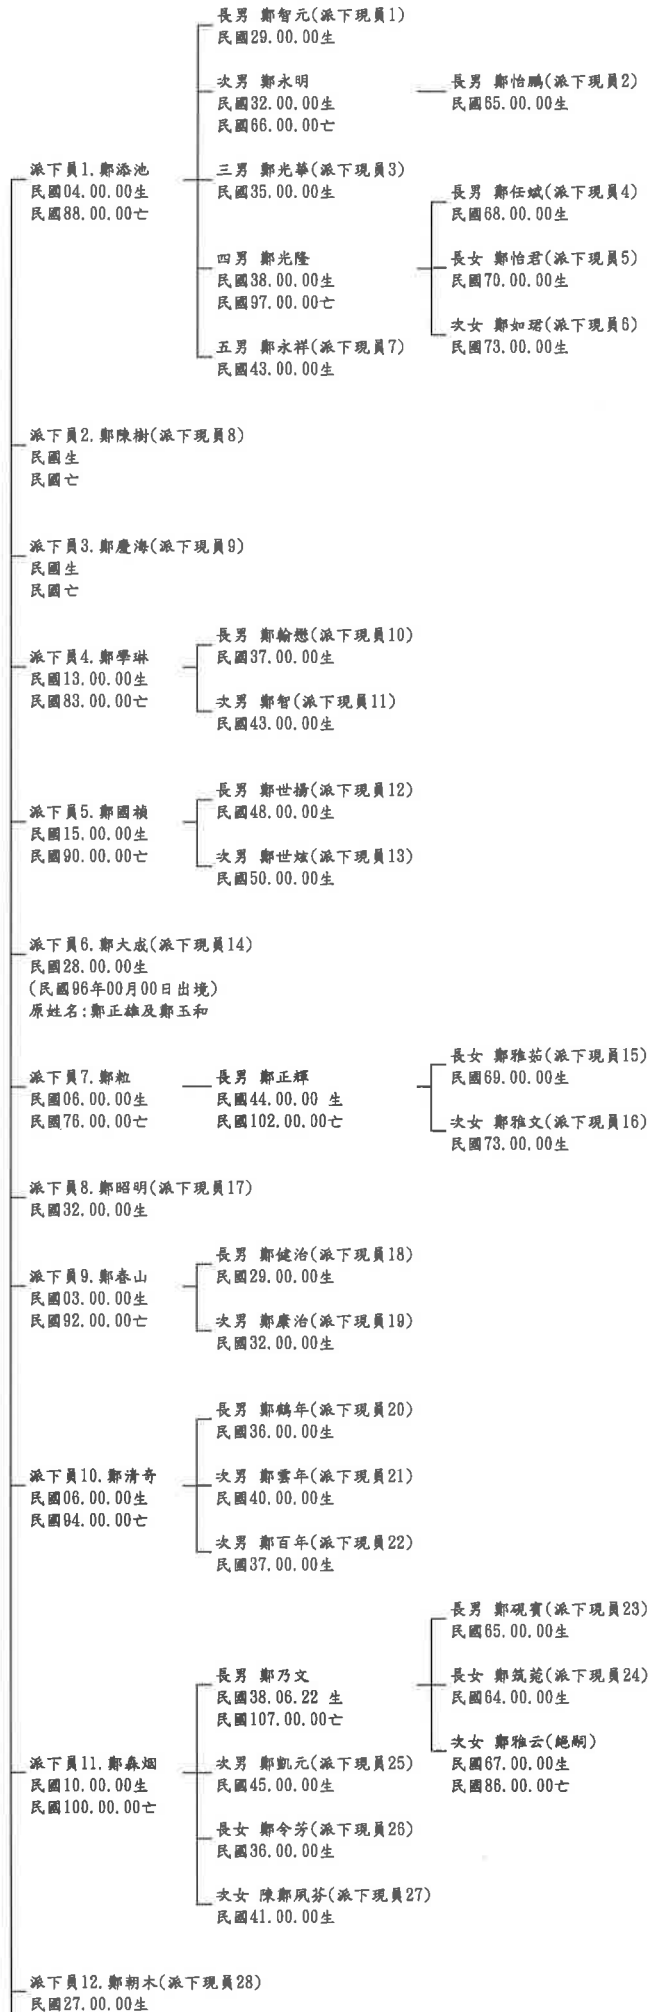 長男 鄭智元(派下現員1)
民國29.00.00生
次男 鄭永明
民國32.00.00生
民國66.00.00亡
長男 鄭怡鵬(派下現員2)
民國65.00.00生
派下員1.鄭添池
民國04.00.00生
民國88.00.00亡
三男 鄭光華(派下現員3)
民國35.00.00生
四男 鄭光隆
民國38.00.00生
民國97.00.00亡
長男 鄭任斌(派下現員4)
民國68.00.00生
長女 鄭怡君(派下現員5)
民國70.00.00生
次女 鄭如珺(派下現員6)
民國73.00.00生
五男 鄭永祥(派下現員7)
民國43.00.00生
派下員2.鄭陳樹(派下現員8)
民國生
民國亡
派下員3.鄭慶海(派下現員9)
民國生
民國亡
派下員4.鄭學琳
民國13.00.00生
民國83.00.00亡
長男 鄭翰懋(派下現員10)
民國37.00.00生
次男 鄭智(派下現員11)
民國43.00.00生
派下員5.鄭國禎
民國15.00.00生
民國90.00.00亡
長男 鄭世揚(派下現員12)
民國48.00.00生
次男 鄭世炫(派下現員13)
民國50.00.00生
派下員6.鄭大成(派下現員14)
民國28.00.00生
(民國96年00月00日出境)
原姓名:鄭正雄及鄭玉和
派下員7.鄭粒
民國06.00.00生
民國76.00.00亡
長男 鄭正輝
民國44.00.00 生
民國102.00.00亡
長女 鄭雅茹(派下現員15)
民國69.00.00生
次女 鄭雅文(派下現員16)
民國73.00.00生
派下員8.鄭昭明(派下現員17)
民國32.00.00生
派下員9.鄭春山
民國03.00.00生
民國92.00.00亡
長男 鄭健治(派下現員18)
民國29.00.00生
次男 鄭康治(派下現員19)
民國32.00.00生
派下員10.鄭清奇
民國06.00.00生
民國94.00.00亡
長男 鄭鶴年(派下現員20)
民國36.00.00生
次男 鄭雲年(派下現員21)
民國40.00.00生
次男 鄭百年(派下現員22)
民國37.00.00生
派下員11.鄭森烟
民國10.00.00生
民國100.00.00亡
長男 鄭乃文
民國38.06.22 生
民國107.00.00亡
長男 鄭硯賓(派下現員23)
民國65.00.00生
長女 鄭筑菀(派下現員24)
民國64.00.00生
次女 鄭雅云(絕嗣)
民國67.00.00生
民國86.00.00亡
次男 鄭凱元(派下現員25)
民國45.00.00生
長女 鄭令芳(派下現員26)
民國36.00.00生
次女 陳鄭夙芬(派下現員27)
民國41.00.00生
派下員12.鄭朝木(派下現員28)
民國27.00.00生